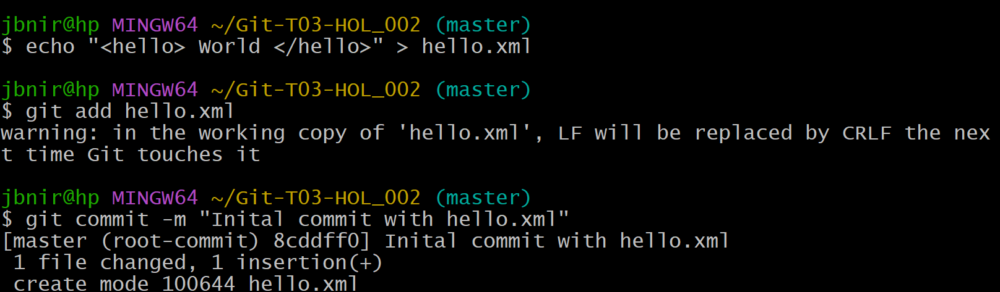 jbnir@hp MINGW64 ~/Git-T03-HOL_002 (master)
$ echo "<hello> World </hello>" > hello.xml
jbnir@hp MINGW64 ~/Git-T03-HOL_002 (master)
$ git add hello.xml
warning: in the working copy of 'hello.xml', LF will be replaced by CRLF the nex
t time Git touches it
jbnir@hp MINGW64 ~/Git-T03-HOL_002 (master)
$ git commit -m "Inital commit with hello.xml"
[master (root-commit) 8cddff0] Inital commit with hello.xml
 1 file changed, 1 insertion(+)
 create mode 100644 hello.xml